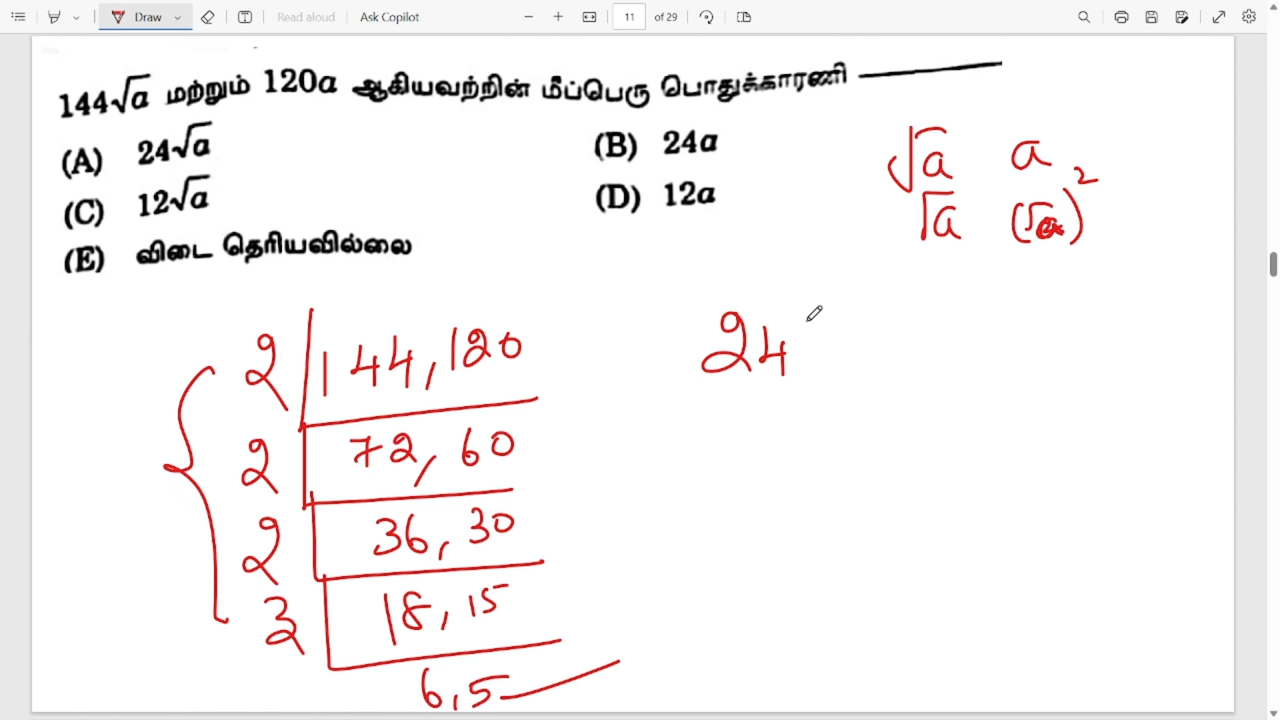 Draw Read aloud Ask Copilot 11 of 29
144√a மற்றும் 120a ஆகியவற்றின் மீப்பெரு பொதுக்காரணி
(A) 24√a (B) 24a
(C) 12√a (D) 12a
(E) விடை தெரியவில்லை
√a a
√a (√a)²
2 144, 120
24
2 72, 60
2 36, 30
3 18, 15
6, 5